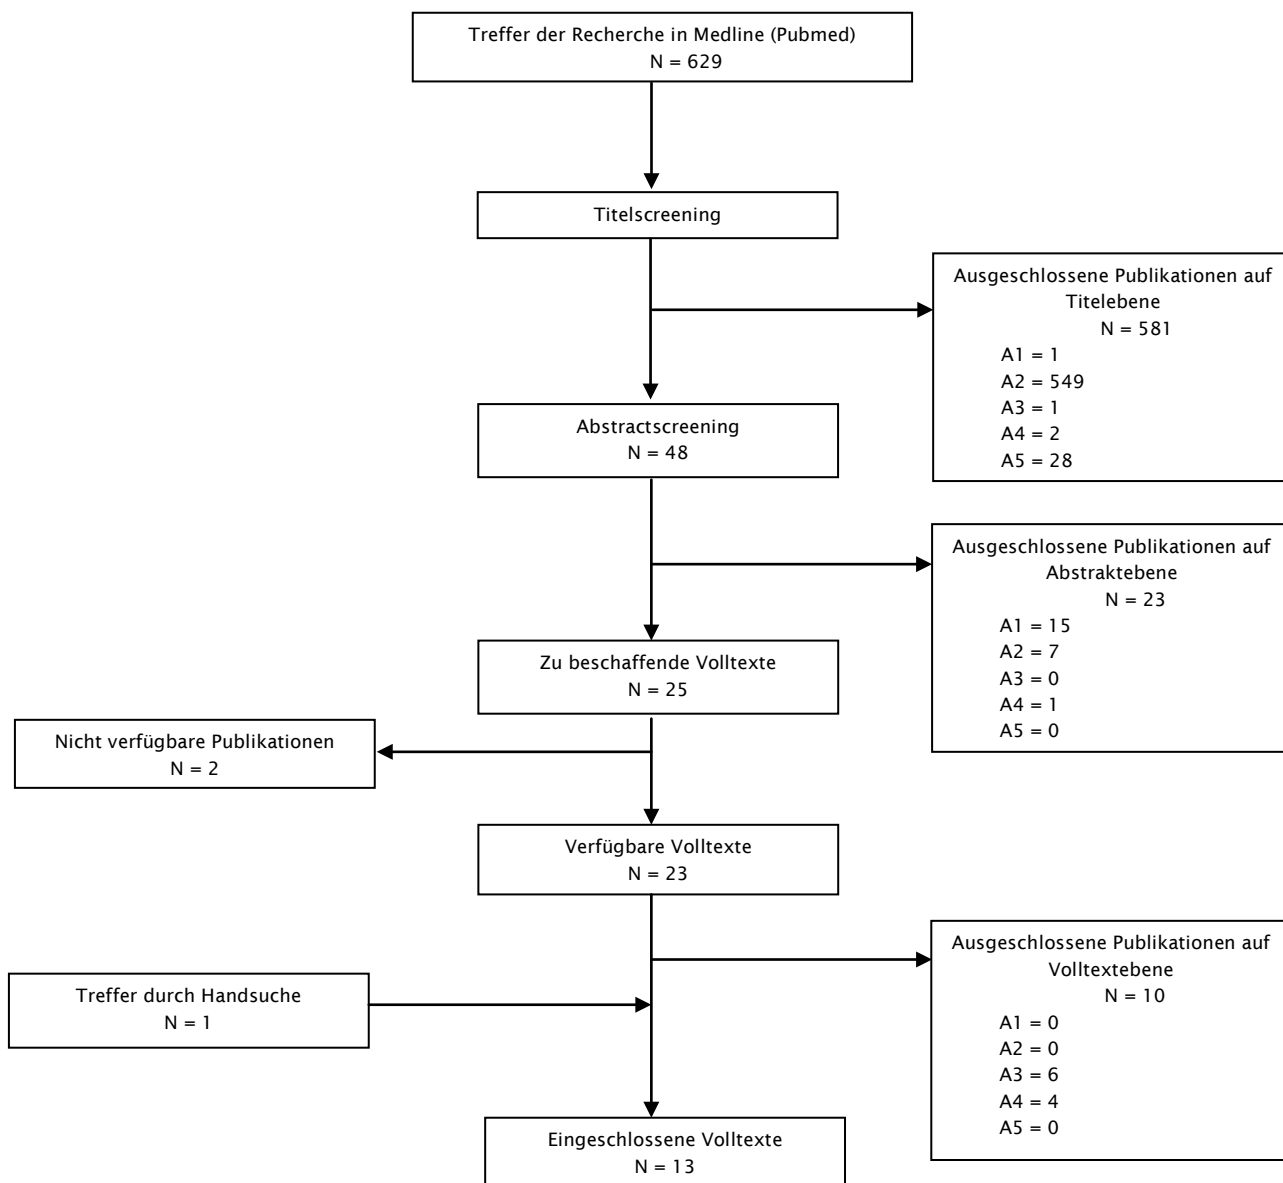 Treffer der Recherche in Medline (Pubmed)
N = 629
Titelscreening
Ausgeschlossene Publikationen auf
Titelebene
N = 581
A1 = 1
A2 = 549
A3 = 1
A4 = 2
A5 = 28
Abstractscreening
N = 48
Ausgeschlossene Publikationen auf
Abstraktebene
N = 23
A1 = 15
A2 = 7
A3 = 0
A4 = 1
A5 = 0
Zu beschaffende Volltexte
N = 25
Nicht verfügbare Publikationen
N = 2
Verfügbare Volltexte
N = 23
Ausgeschlossene Publikationen auf
Volltextebene
N = 10
A1 = 0
A2 = 0
A3 = 6
A4 = 4
A5 = 0
Treffer durch Handsuche
N = 1
Eingeschlossene Volltexte
N = 13